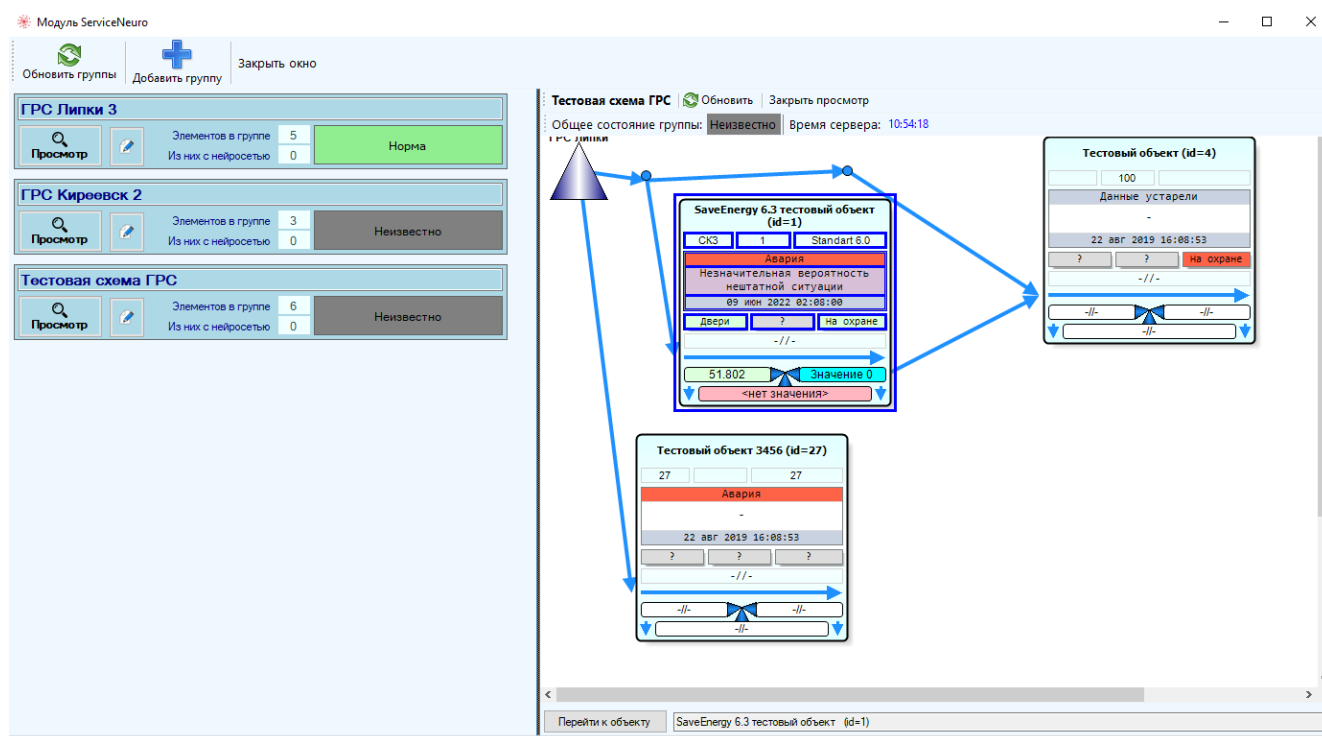 Модуль ServiceNeuro
Обновить группы
Добавить группу
Закрыть окно
ГРС Липки 3
Просмотр
Элементов в группе 5
Из них с нейросетью 0
Норма
ГРС Киреевск 2
Просмотр
Элементов в группе 3
Из них с нейросетью 0
Неизвестно
Тестовая схема ГРС
Просмотр
Элементов в группе 6
Из них с нейросетью 0
Неизвестно
Тестовая схема ГРС Обновить Закрыть просмотр
Общее состояние группы: Неизвестно Время сервера: 10:54:18
ГРС Липки
SaveEnergy 6.3 тестовый объект
(id=1)
СКЗ 1 Standart 6.0
Авария
Незначительная вероятность
нештатной ситуации
09 июн 2022 02:08:00
Двери ? На охране
-//-
51.802 Значение 0
<нет значения>
Тестовый объект (id=4)
100
Данные устарели
-
22 авг 2019 16:08:53
? ? На охране
-//-
-//- -//-
-//-
Тестовый объект 3456 (id=27)
27 27
Авария
-
22 авг 2019 16:08:53
? ? ?
-//-
-//- -//-
-//-
Перейти к объекту SaveEnergy 6.3 тестовый объект (id=1)